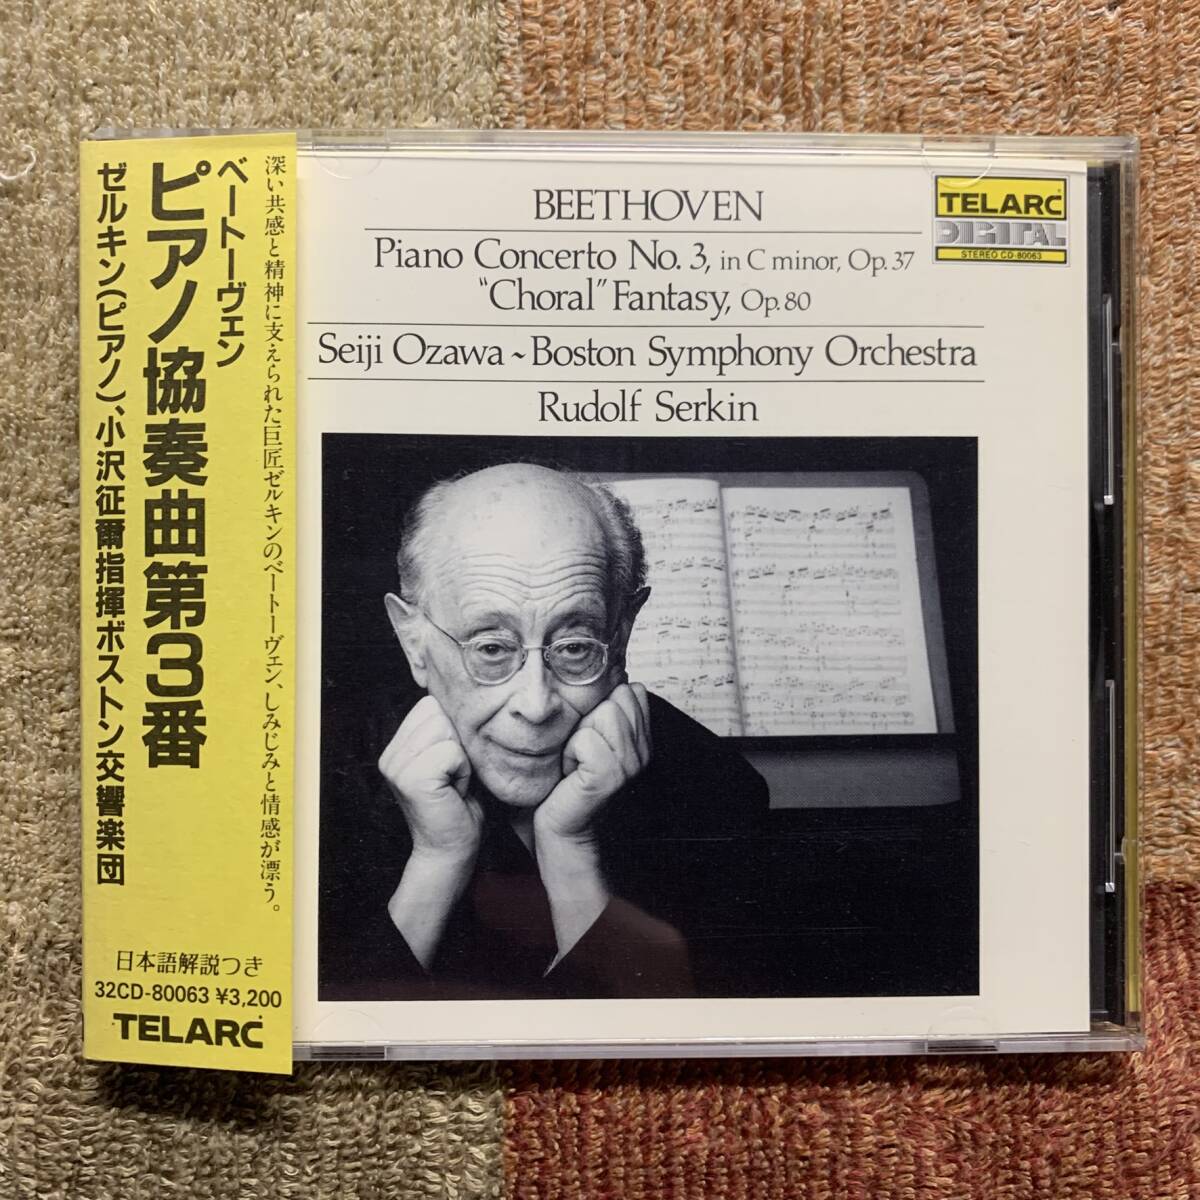 深い共感と精神に支えられた巨匠ゼルキンのベートーヴェン、しみじみと情感が漂う。
ベートーヴェン
ピアノ協奏曲第3番
ゼルキン(ピアノ)、小沢征爾指揮ボストン交響楽団
日本語解説つき
32CD-80063 ¥3,200
TELARC
BEETHOVEN
Piano Concerto No. 3, in C minor, Op. 37
"Choral" Fantasy, Op. 80
Seiji Ozawa ~ Boston Symphony Orchestra
Rudolf Serkin
TELARC
DIGITAL
STEREO CD-80063